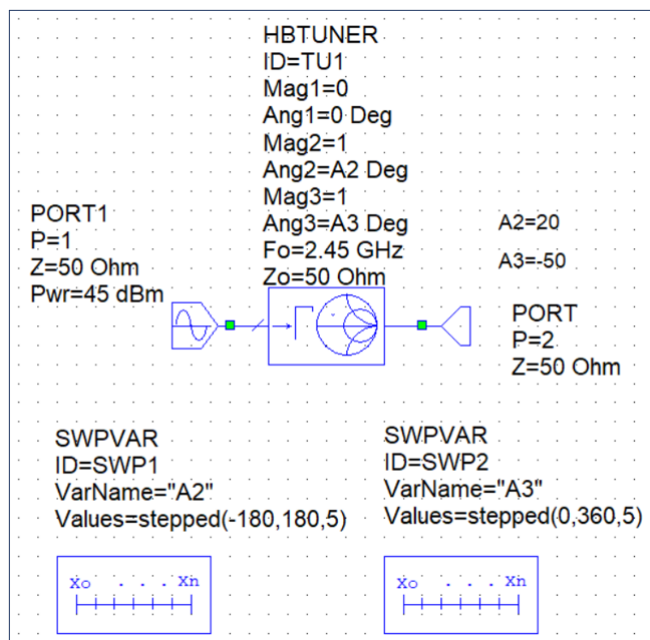 HBTUNER
ID=TU1
Mag1=0
Ang1=0 Deg
Mag2=1
Ang2=A2 Deg
Mag3=1
Ang3=A3 Deg
Fo=2.45 GHz
Zo=50 Ohm
PORT1
P=1
Z=50 Ohm
Pwr=45 dBm
A2=20
A3=-50
PORT
P=2
Z=50 Ohm
SWPVAR
ID=SWP1
VarName="A2"
Values=stepped(-180,180,5)
Xo . . . Xn
SWPVAR
ID=SWP2
VarName="A3"
Values=stepped(0,360,5)
Xo . . . Xn